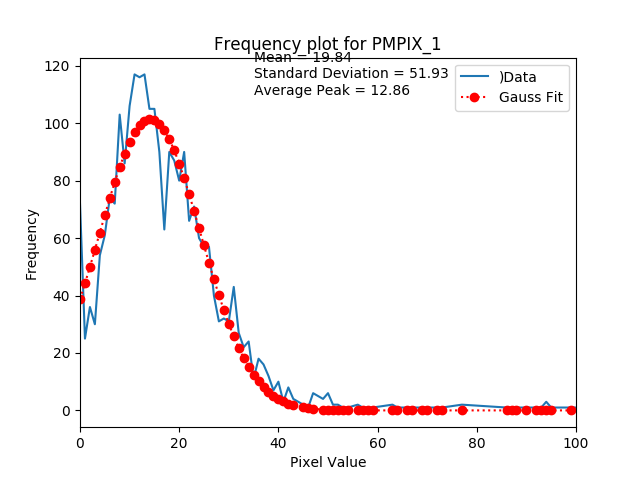 Frequency plot for PMPIX_1
Mean = 19.84
Standard Deviation = 51.93
Average Peak = 12.86
)Data
Gauss Fit
120
100
80
60
40
20
0
Frequency
0 20 40 60 80 100
Pixel Value